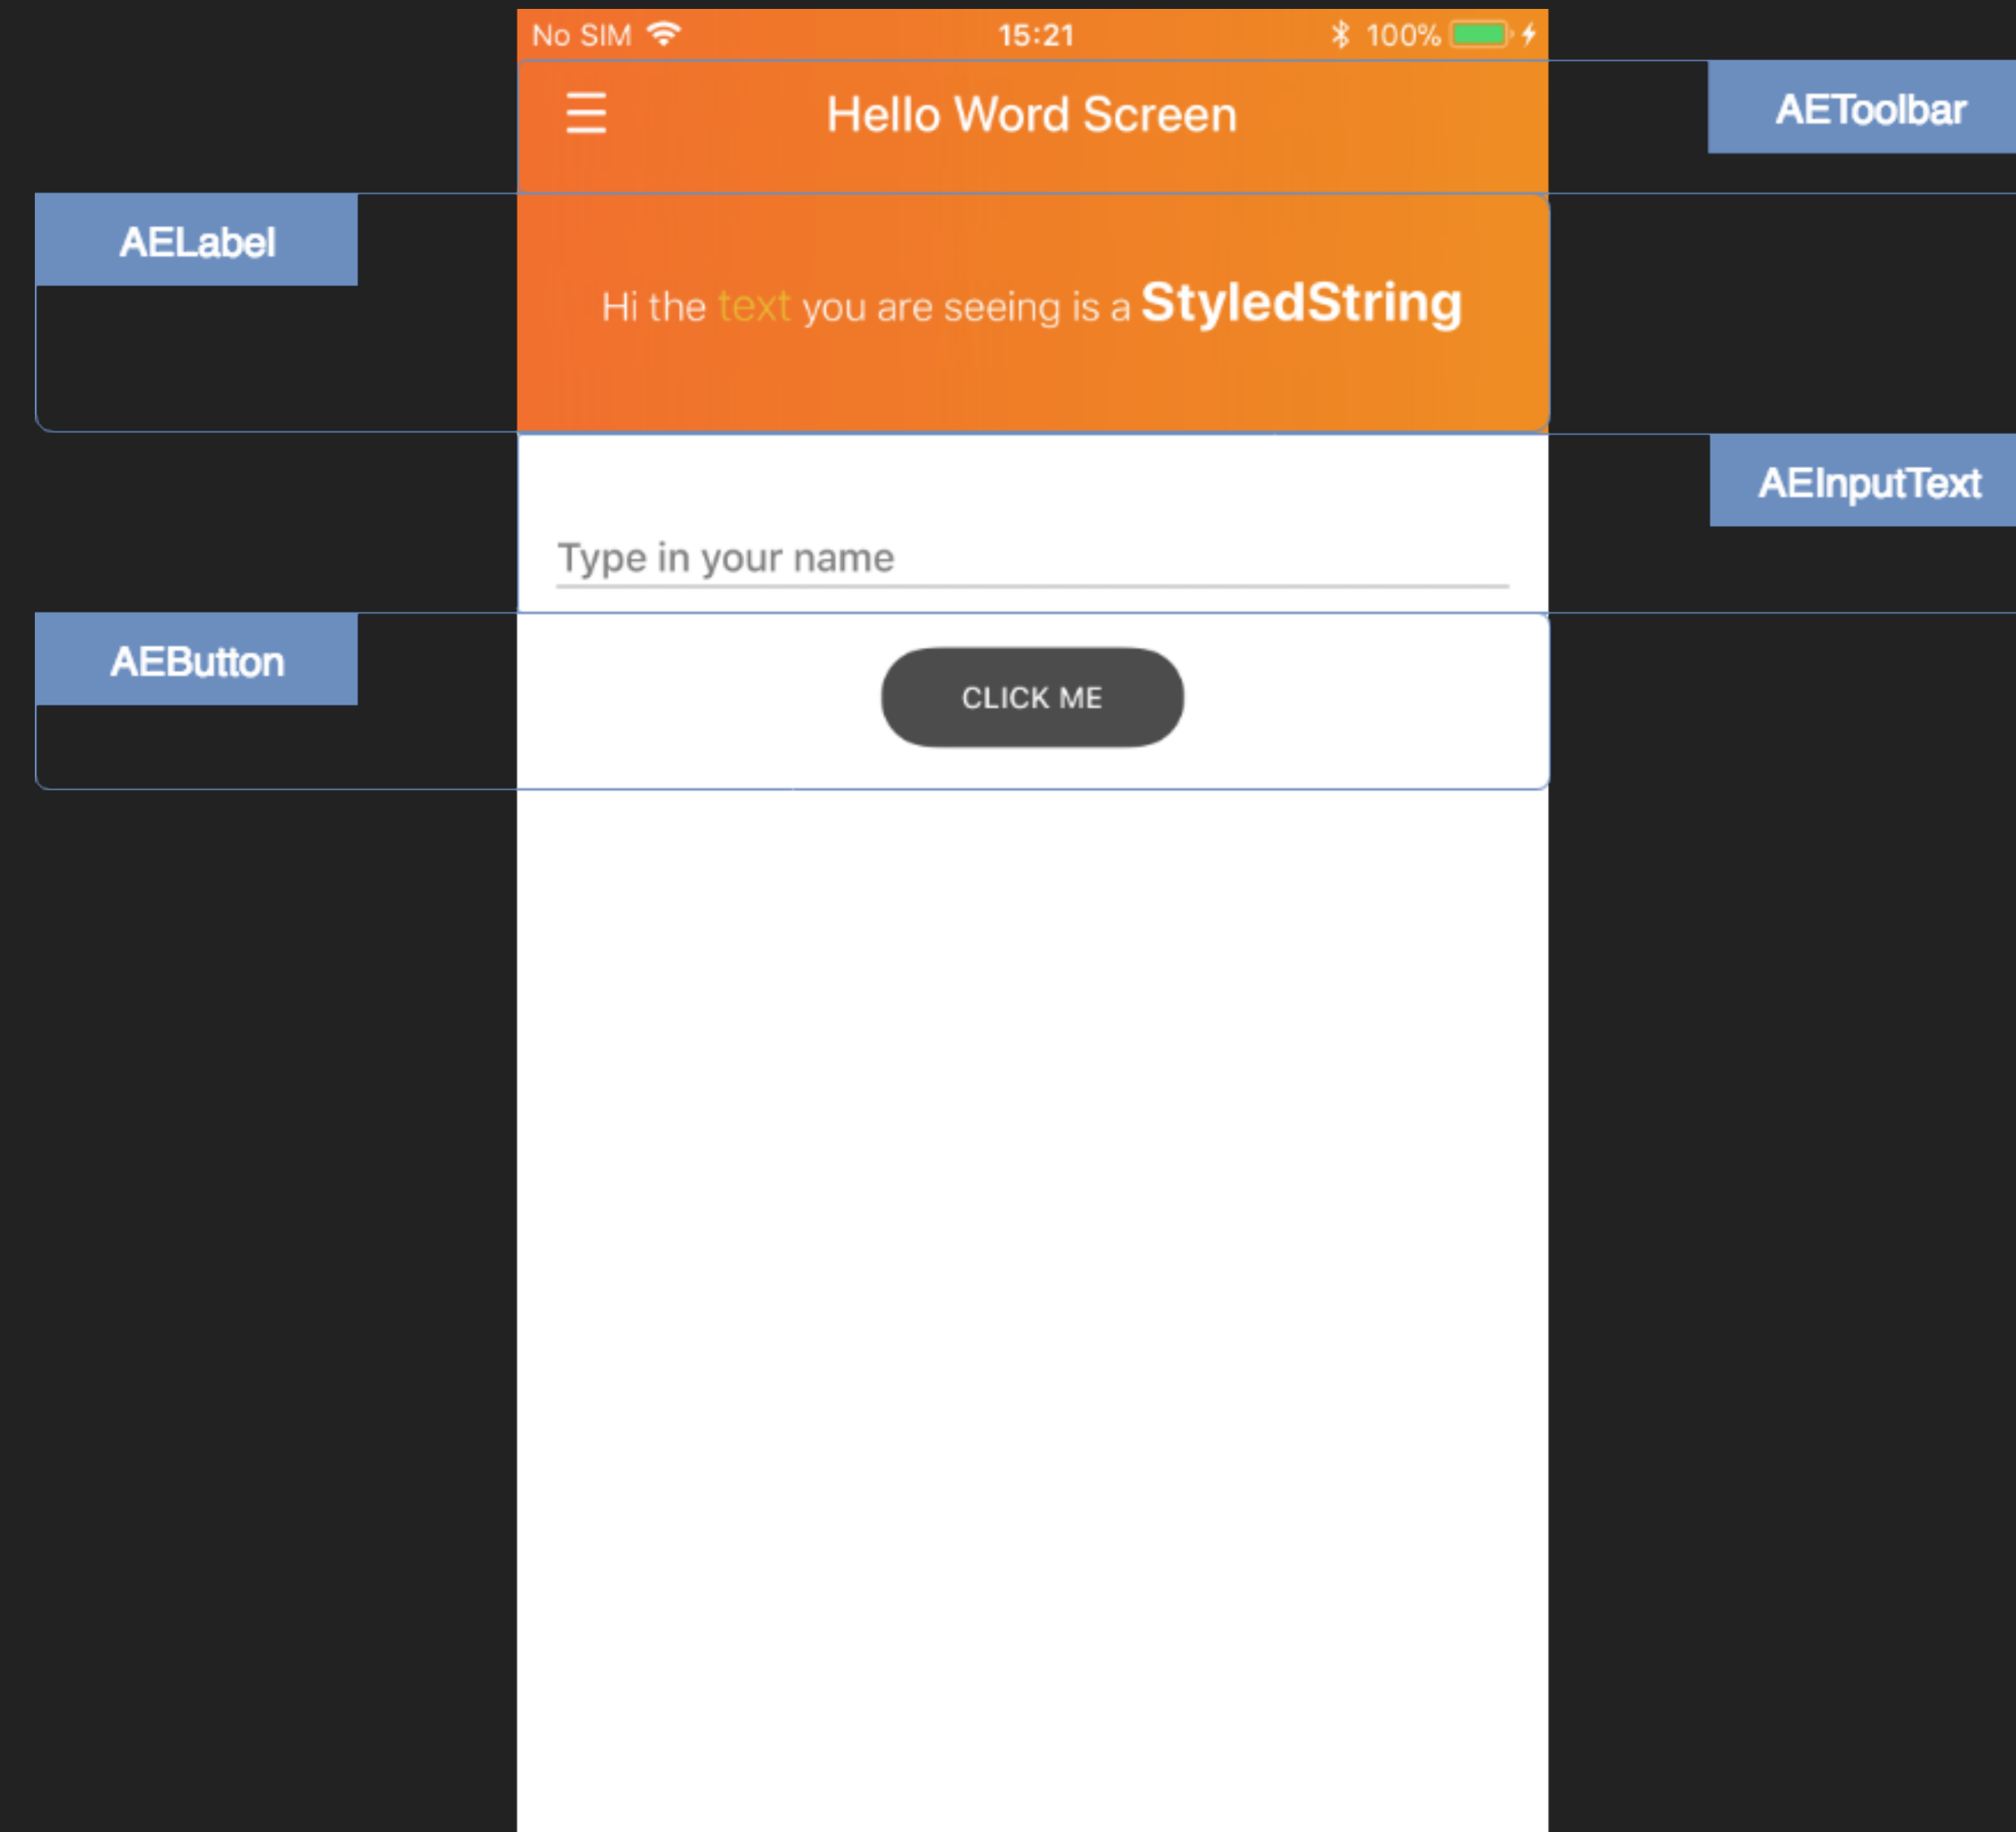 No SIM 15:21 100%
Hello Word Screen
AEToolbar
AELabel
Hi the text you are seeing is a StyledString
AEInputText
Type in your name
AEButton
CLICK ME